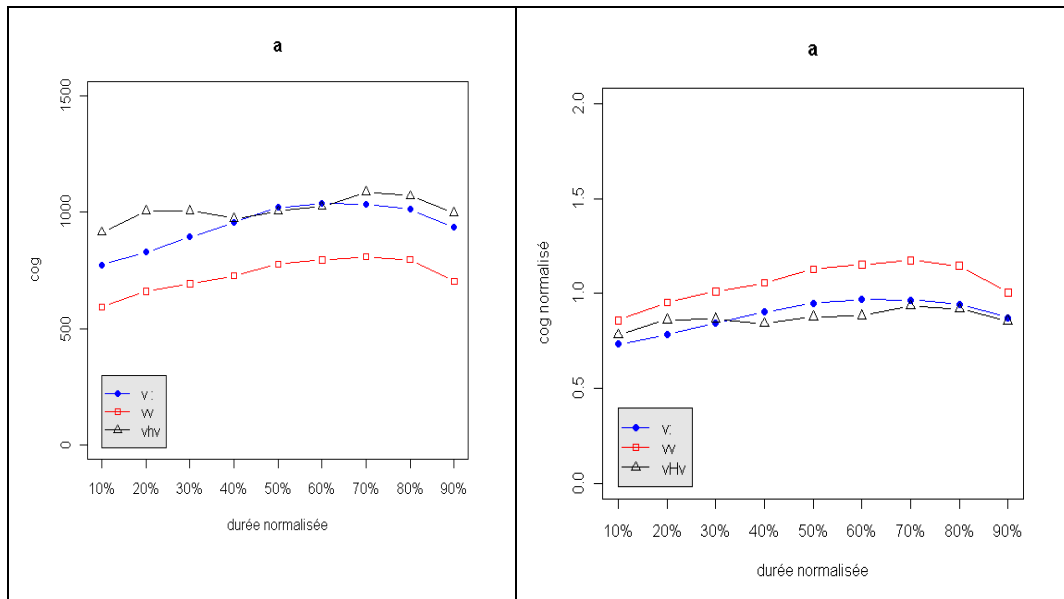 a
1500
1000
500
0
cog
v :
vv
vhv
10% 20% 30% 40% 50% 60% 70% 80% 90%
durée normalisée
a
2.0
1.5
1.0
0.5
0.0
cog normalisé
v:
vv
vHv
10% 20% 30% 40% 50% 60% 70% 80% 90%
durée normalisée